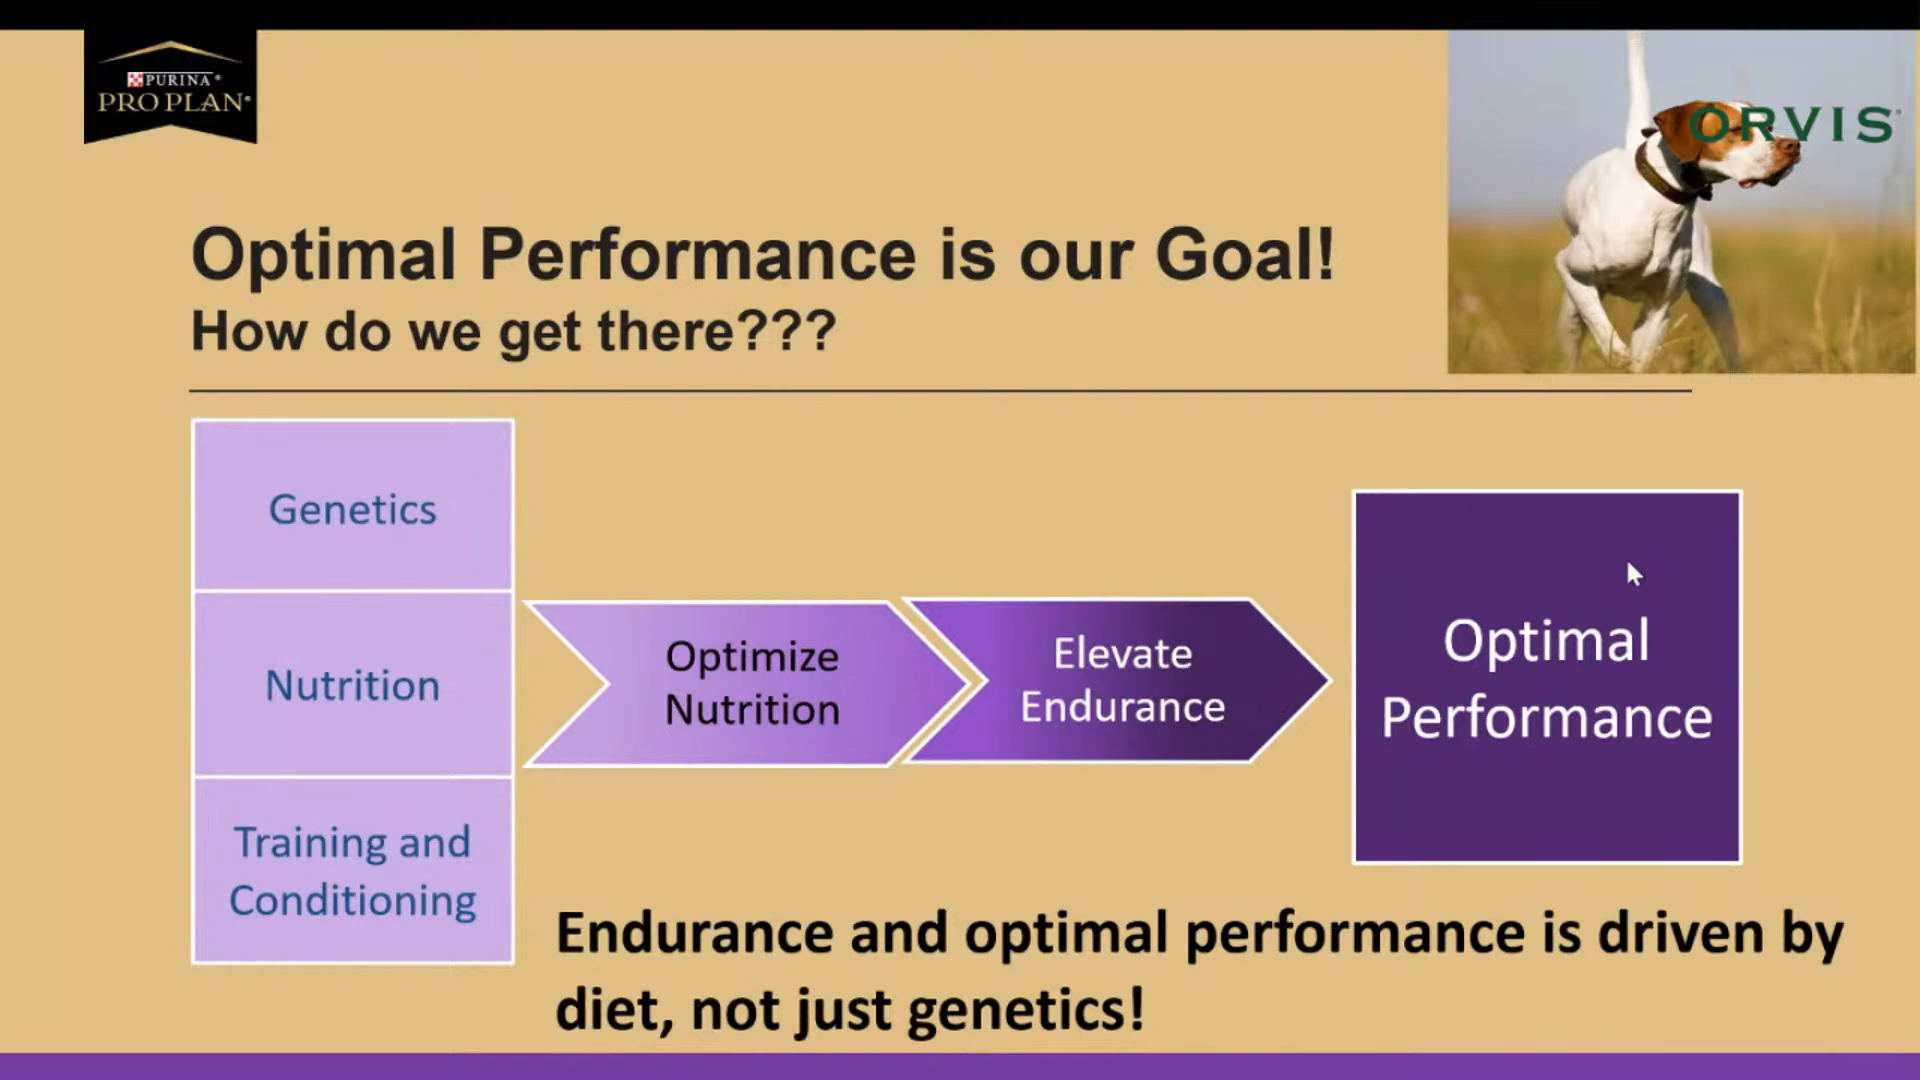 PURINA®
PRO PLAN®
ORVIS®
Optimal Performance is our Goal!
How do we get there???
Genetics
Nutrition
Training and
Conditioning
Optimize
Nutrition
Elevate
Endurance
Optimal
Performance
Endurance and optimal performance is driven by
diet, not just genetics!